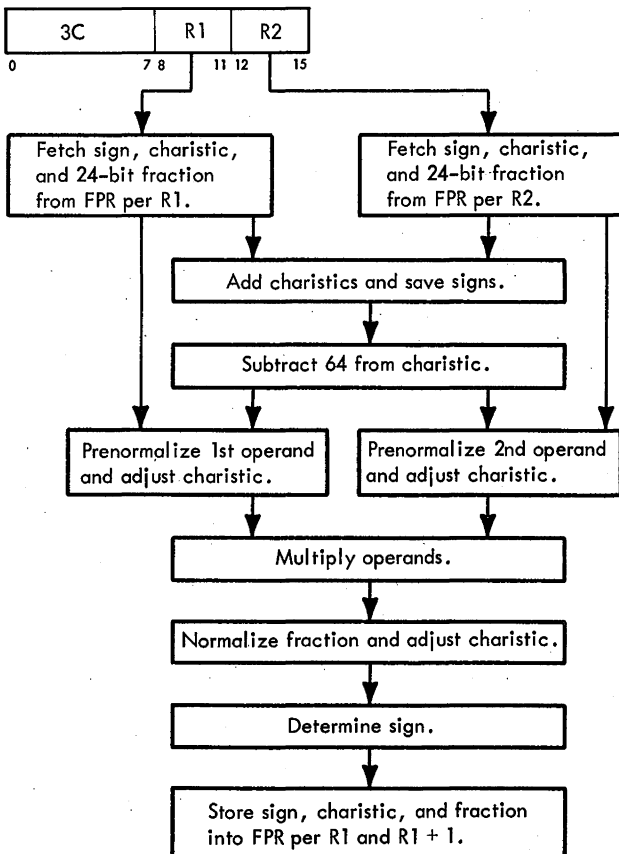 3C R1 R2
0 7 8 11 12 15
Fetch sign, charistic,
and 24-bit fraction
from FPR per R1.
Fetch sign, charistic,
and 24-bit fraction
from FPR per R2.
Add charistics and save signs.
Subtract 64 from charistic.
Prenormalize 1st operand
and adjust charistic.
Prenormalize 2nd operand
and adjust charistic.
Multiply operands.
Normalize fraction and adjust charistic.
Determine sign.
Store sign, charistic, and fraction
into FPR per R1 and R1 + 1.